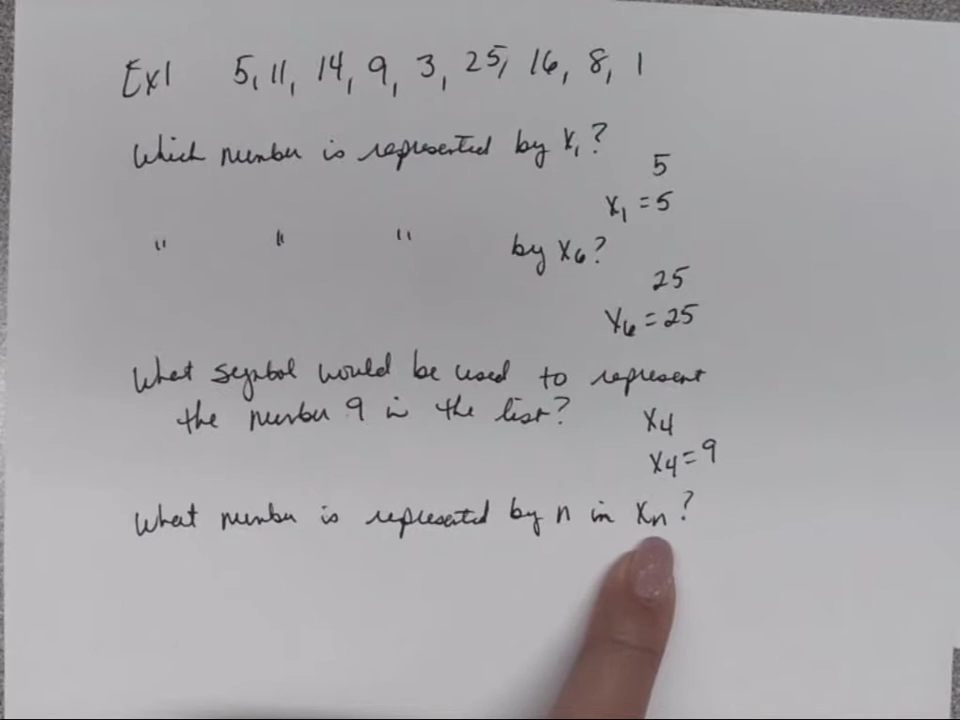 Ex1 5, 11, 14, 9, 3, 25, 16, 8, 1
Which number is represented by x₁?
5
x₁ = 5
" " " by x₆?
25
x₆ = 25
What symbol would be used to represent
the number 9 in the list?
x₄
x₄ = 9
What number is represented by n in xₙ?